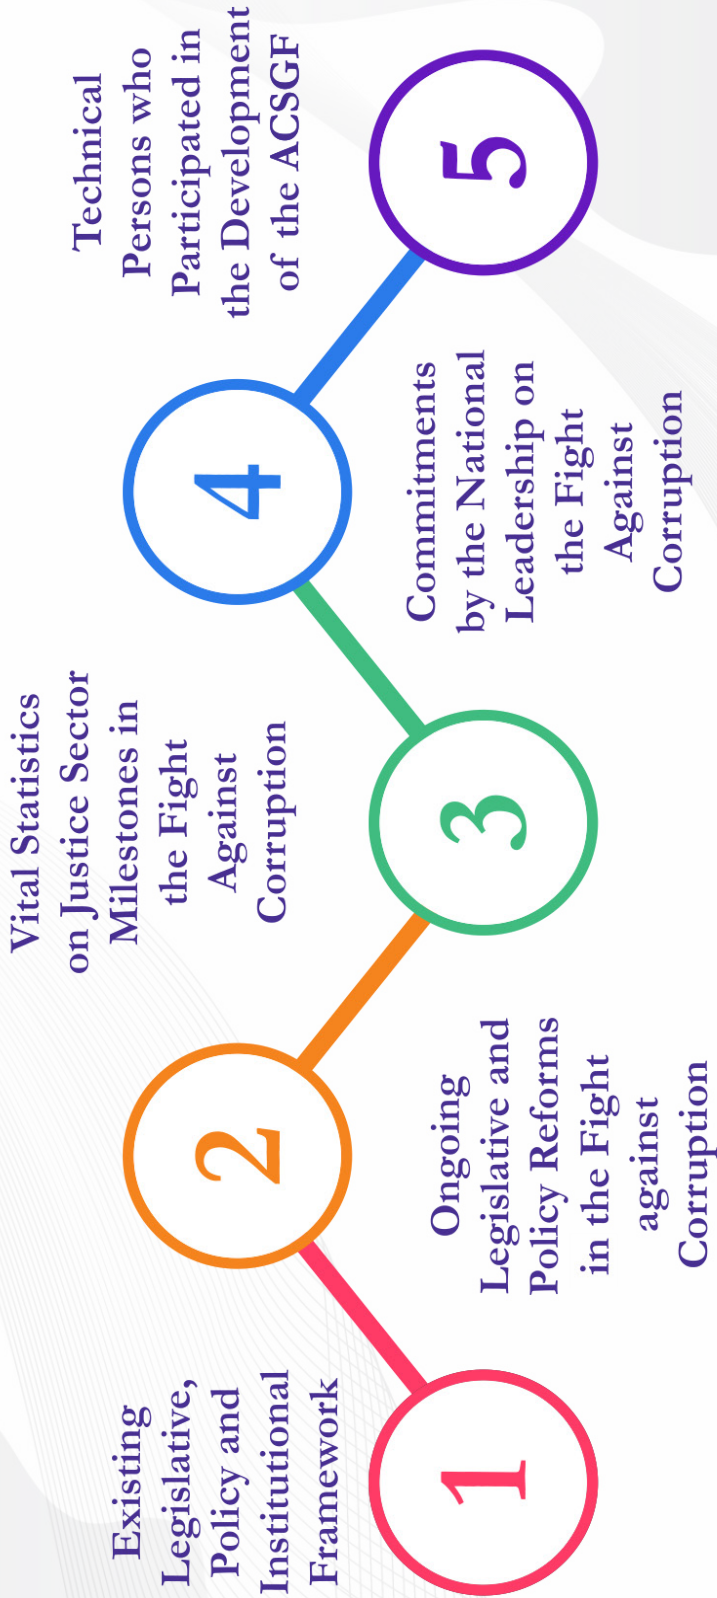 Existing
Legislative,
Policy and
Institutional
Framework
1
2
Ongoing
Legislative and
Policy Reforms
in the Fight
against
Corruption
Vital Statistics
on Justice Sector
Milestones in
the Fight
Against
Corruption
3
4
Commitments
by the National
Leadership on
the Fight
Against
Corruption
Technical
Persons who
Participated in
the Development
of the ACSGF
5